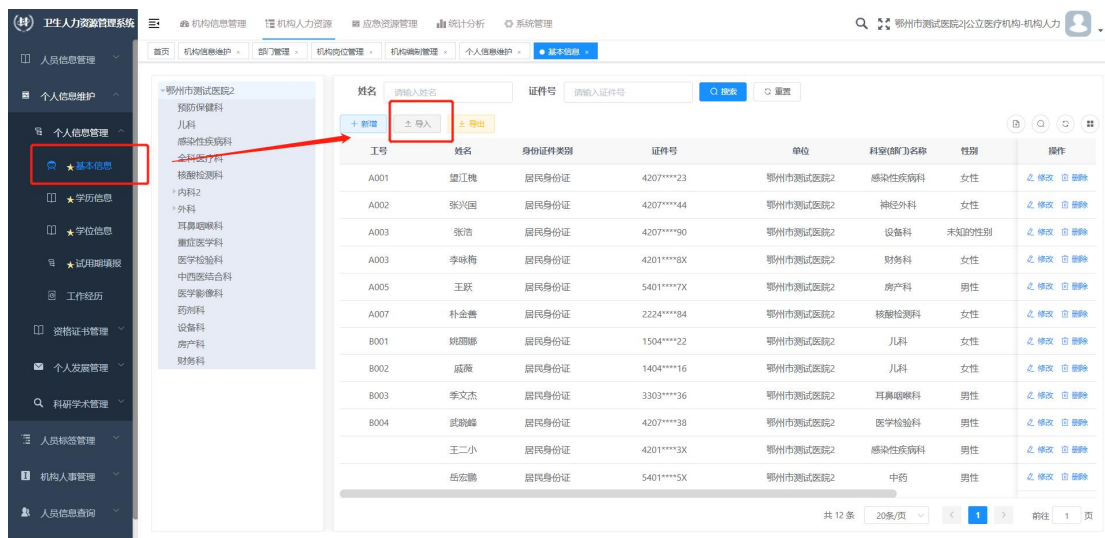 卫生人力资源管理系统 机构信息管理 机构人力资源 应急资源管理 统计分析 系统管理 鄂州市测试医院2|公立医疗机构-机构人力
首页 机构信息维护 × 部门管理 × 机构岗位管理 × 机构编制管理 × 个人信息维护 × 基本信息 ×
人员信息管理
个人信息维护
个人信息管理
★基本信息
★学历信息
★学位信息
★试用期填报
工作经历
资格证书管理
个人发展管理
科研学术管理
人员标签管理
机构人事管理
人员信息查询
鄂州市测试医院2
预防保健科
儿科
感染性疾病科
全科医疗科
核酸检测科
内科2
外科
耳鼻咽喉科
重症医学科
医学检验科
中西医结合科
医学影像科
药剂科
设备科
房产科
财务科
姓名 请输入姓名 证件号 请输入证件号 搜索 重置
+ 新增 导入 导出
工号 姓名 身份证件类别 证件号 单位 科室(部门)名称 性别 操作
A001 望江槐 居民身份证 4207****23 鄂州市测试医院2 感染性疾病科 女性 修改 删除
A002 张兴国 居民身份证 4207****44 鄂州市测试医院2 神经外科 女性 修改 删除
A003 张浩 居民身份证 4207****90 鄂州市测试医院2 设备科 未知的性别 修改 删除
A003 李咏梅 居民身份证 4201****8X 鄂州市测试医院2 财务科 女性 修改 删除
A005 王跃 居民身份证 5401****7X 鄂州市测试医院2 房产科 男性 修改 删除
A007 朴金善 居民身份证 2224****84 鄂州市测试医院2 核酸检测科 女性 修改 删除
B001 姚丽娜 居民身份证 1504****22 鄂州市测试医院2 儿科 女性 修改 删除
B002 戚薇 居民身份证 1404****16 鄂州市测试医院2 儿科 女性 修改 删除
B003 季文杰 居民身份证 3303****36 鄂州市测试医院2 耳鼻咽喉科 男性 修改 删除
B004 武晓峰 居民身份证 4207****38 鄂州市测试医院2 医学检验科 男性 修改 删除
王二小 居民身份证 4201****3X 鄂州市测试医院2 感染性疾病科 男性 修改 删除
岳宏鹏 居民身份证 5401****5X 鄂州市测试医院2 中药 男性 修改 删除
共 12 条 20条/页 < 1 > 前往 1 页